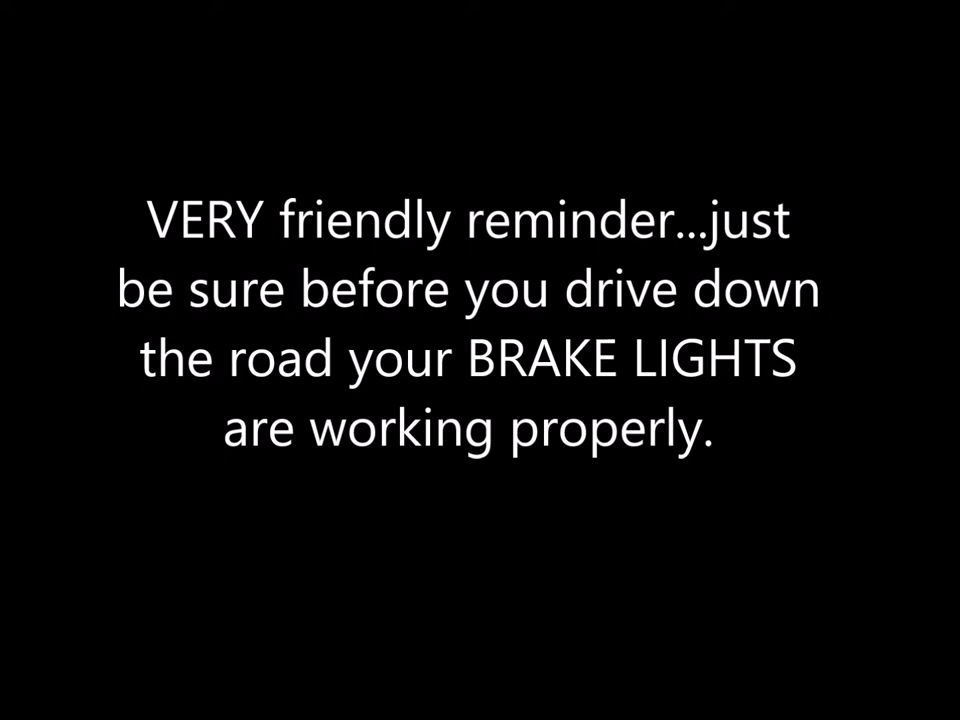 VERY friendly reminder...just
be sure before you drive down
the road your BRAKE LIGHTS
are working properly.